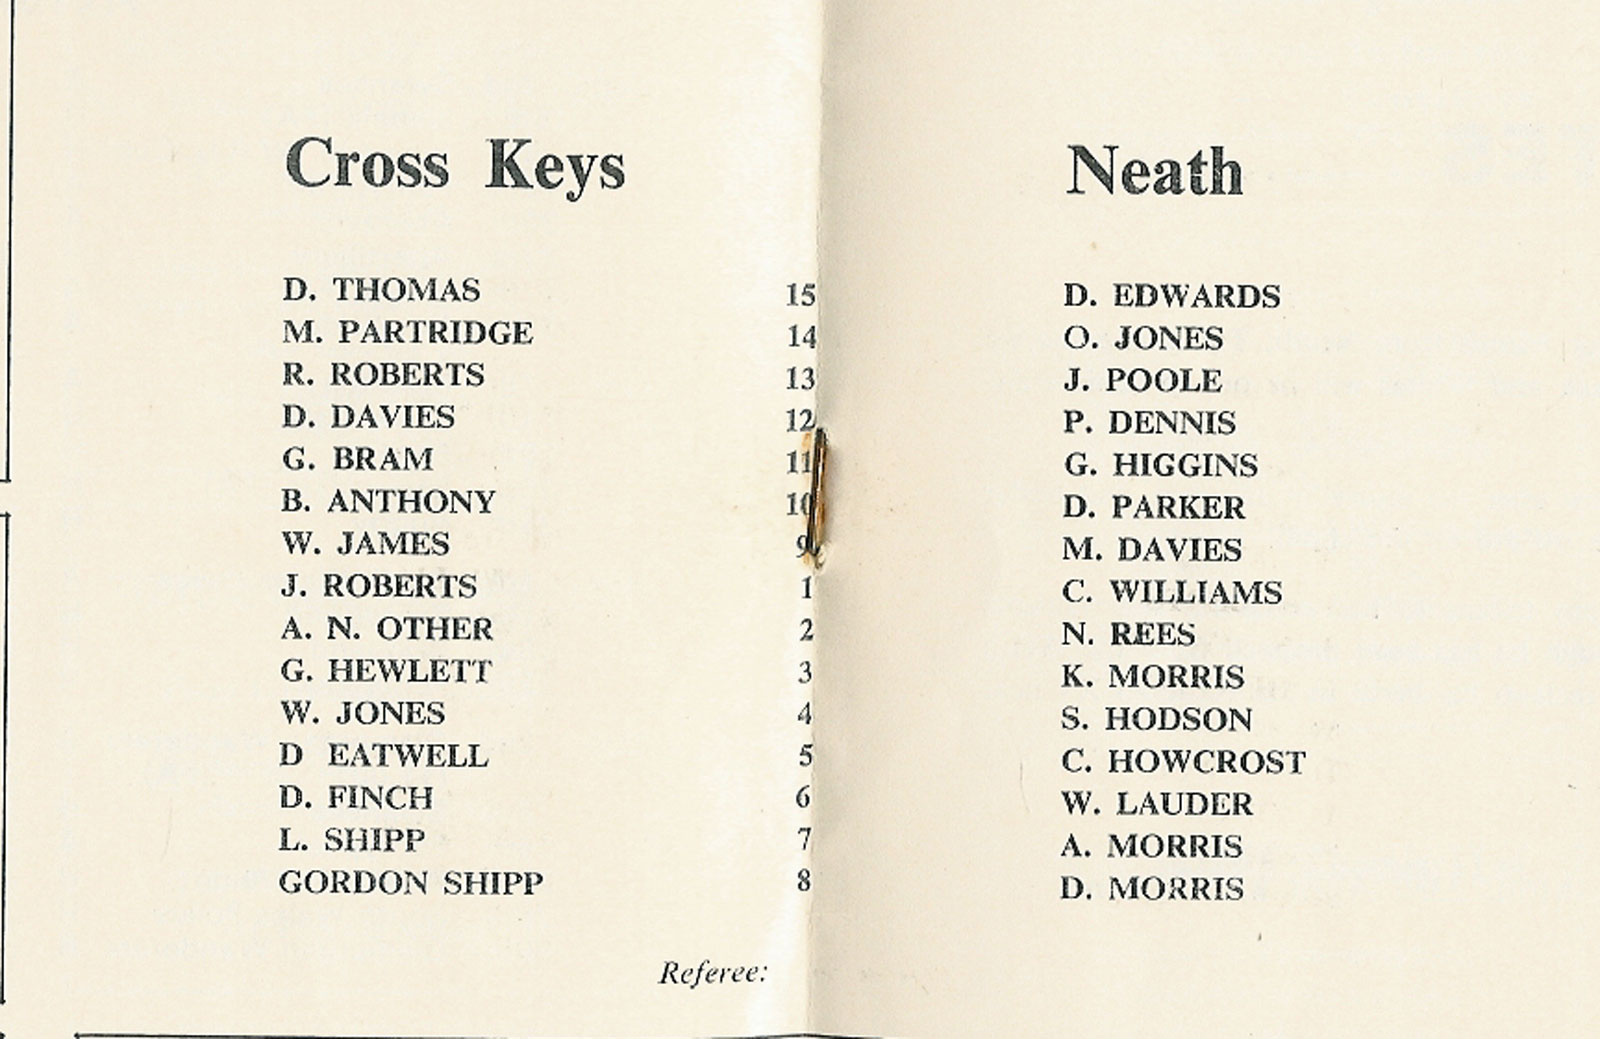 Cross Keys Neath
D. THOMAS 15 D. EDWARDS
M. PARTRIDGE 14 O. JONES
R. ROBERTS 13 J. POOLE
D. DAVIES 12 P. DENNIS
G. BRAM 11 G. HIGGINS
B. ANTHONY 10 D. PARKER
W. JAMES 9 M. DAVIES
J. ROBERTS 1 C. WILLIAMS
A. N. OTHER 2 N. REES
G. HEWLETT 3 K. MORRIS
W. JONES 4 S. HODSON
D EATWELL 5 C. HOWCROST
D. FINCH 6 W. LAUDER
L. SHIPP 7 A. MORRIS
GORDON SHIPP 8 D. MORRIS
Referee: